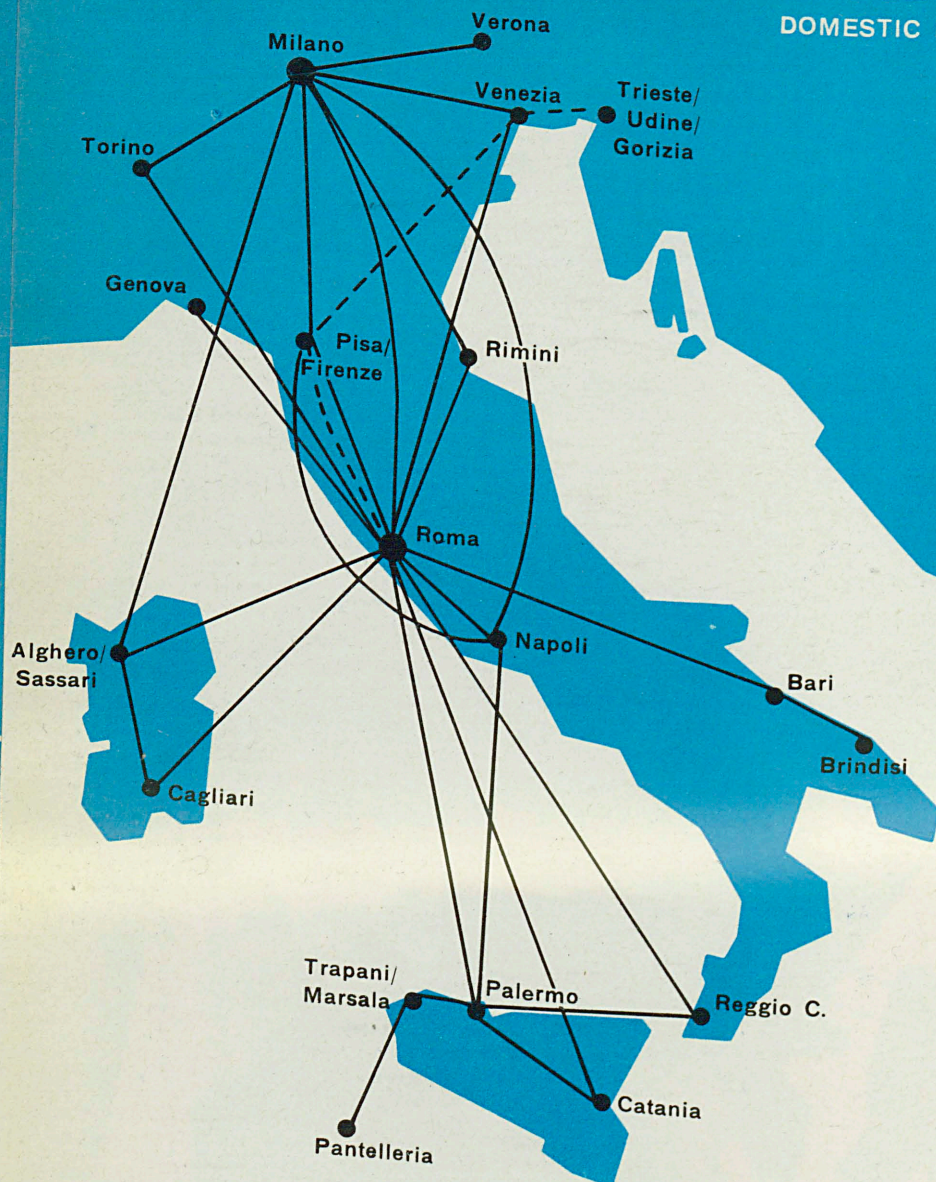 DOMESTIC
Verona
Milano
Venezia
Trieste/
Udine/
Gorizia
Torino
Genova
Pisa/
Firenze
Rimini
Roma
Alghero/
Sassari
Napoli
Bari
Brindisi
Cagliari
Trapani/
Marsala
Palermo
Reggio C.
Catania
Pantelleria